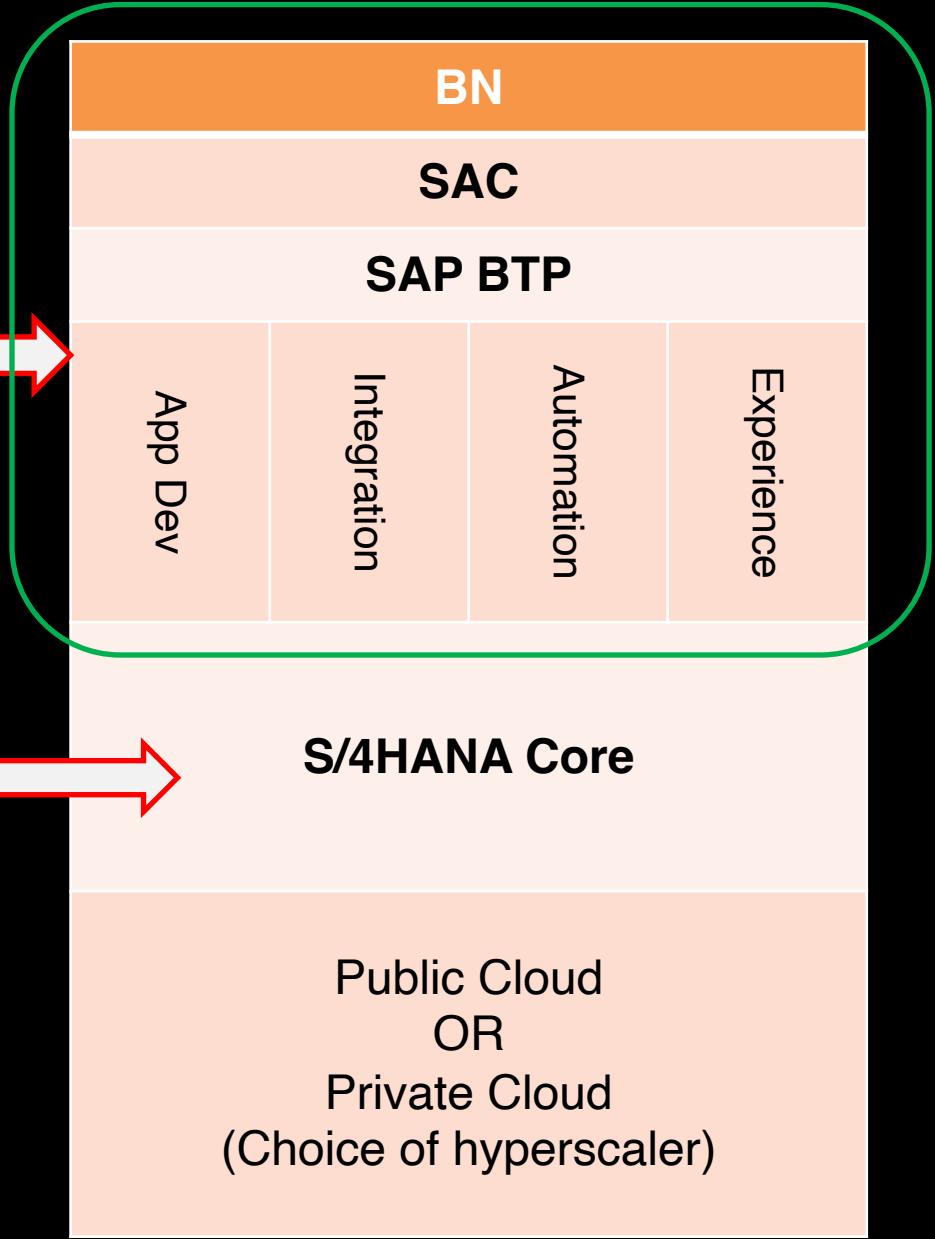 BN
SAC
SAP BTP
App Dev
Integration
Automation
Experience
S/4HANA Core
Public Cloud
OR
Private Cloud
(Choice of hyperscaler)